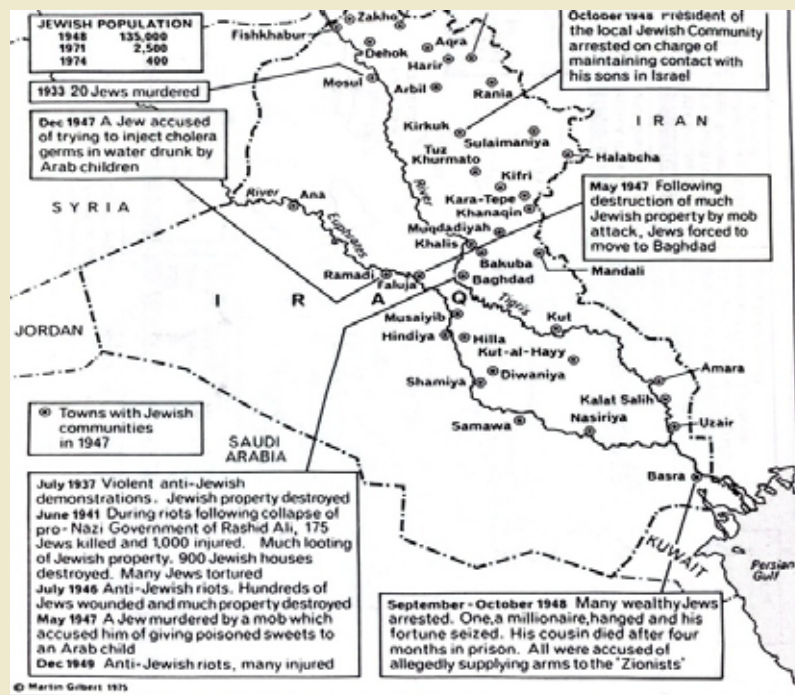 JEWISH POPULATION
1948 135,000
1971 2,500
1974 400
1933 20 Jews murdered
Dec 1947 A Jew accused
of trying to inject cholera
germs in water drunk by
Arab children
October 1948 President of
the local Jewish Community
arrested on charge of
maintaining contact with
his sons in Israel
May 1947 Following
destruction of much
Jewish property by mob
attack, Jews forced to
move to Baghdad
Zakho
Fishkhabur
Dehok
Aqra
Harir
Mosul
Arbil
Rania
Kirkuk
Sulaimaniya
IRAN
Tuz
Khurmato
Halabcha
Kifri
Kara-Tepe
Khanaqin
River
SYRIA
River
Ana
Euphrates
Muqdadiyah
Khalis
Bakuba
Mandali
Ramadi
Faluja
Baghdad
IRAQ
Tigris
JORDAN
Musaiyib
Kut
Hindiya
Hilla
Kut-al-Hayy
Amara
Shamiya
Diwaniya
Kalat Salih
Samawa
Nasiriya
Uzair
Basra
SAUDI
ARABIA
KUWAIT
Persian
Gulf
Towns with Jewish
communities
in 1947
July 1937 Violent anti-Jewish
demonstrations. Jewish property destroyed
June 1941 During riots following collapse of
pro-Nazi Government of Rashid Ali, 175
Jews killed and 1,000 injured. Much looting
of Jewish property. 900 Jewish houses
destroyed. Many Jews tortured
July 1946 Anti-Jewish riots. Hundreds of
Jews wounded and much property destroyed
May 1947 A Jew murdered by a mob which
accused him of giving poisoned sweets to
an Arab child
Dec 1949 Anti-Jewish riots, many injured
September-October 1948 Many wealthy Jews
arrested. One, a millionaire, hanged and his
fortune seized. His cousin died after four
months in prison. All were accused of
allegedly supplying arms to the "Zionists"
© Martin Gilbert 1975